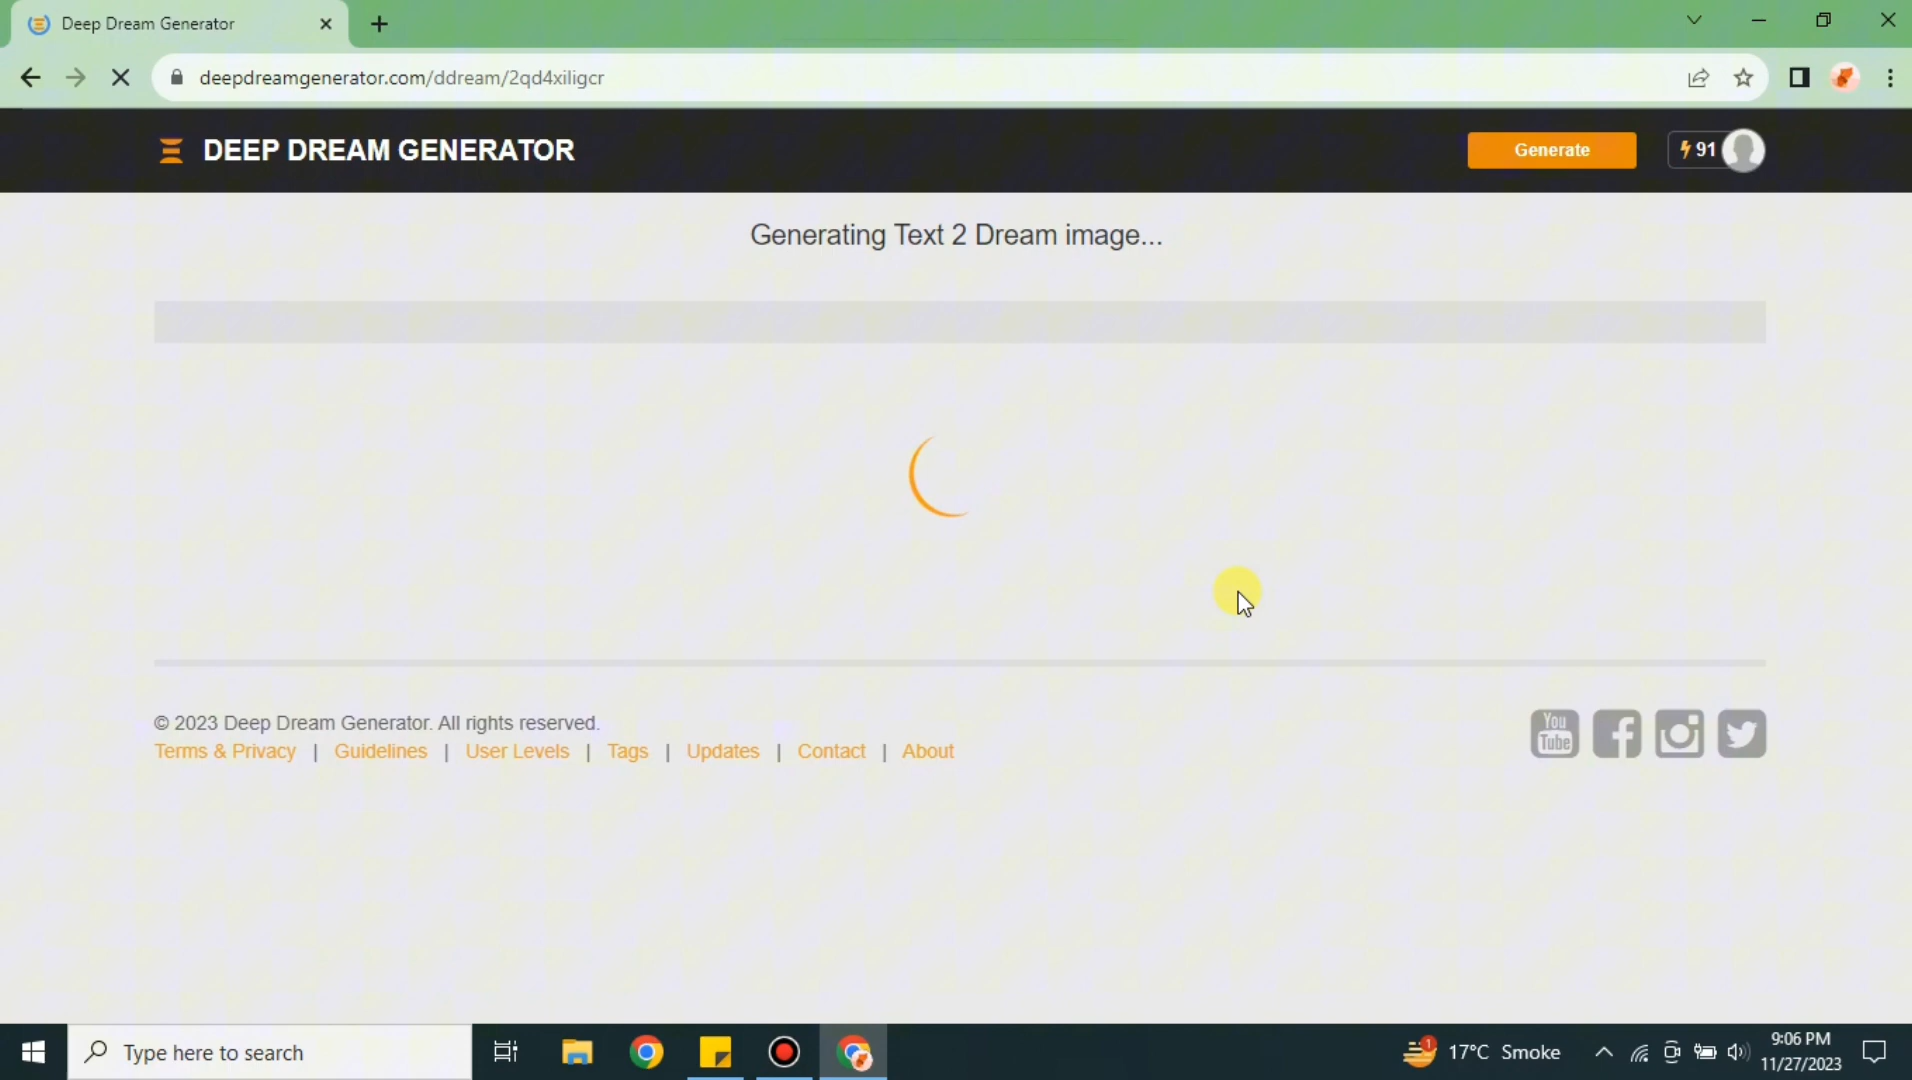 Deep Dream Generator
deepdreamgenerator.com/ddream/2qd4xiligcr
DEEP DREAM GENERATOR
Generate
91
Generating Text 2 Dream image...
© 2023 Deep Dream Generator. All rights reserved.
Terms & Privacy | Guidelines | User Levels | Tags | Updates | Contact | About
You Tube
Type here to search
1
17°C Smoke
9:06 PM
11/27/2023